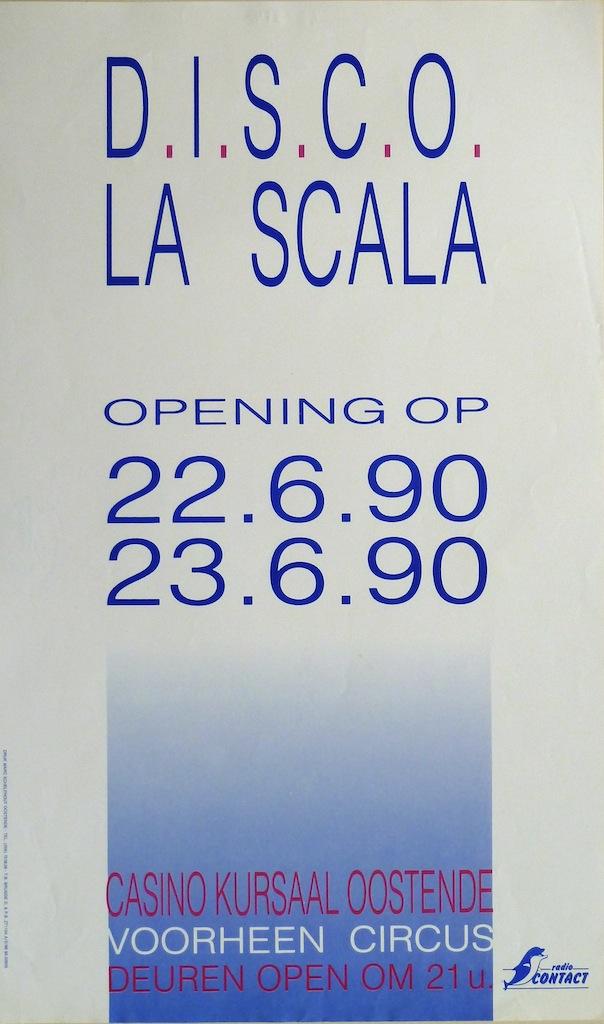 D.I.S.C.O.
LA SCALA
OPENING OP
22.6.90
23.6.90
CASINO KURSAAL OOSTENDE
VOORHEEN CIRCUS
DEUREN OPEN OM 21 u.
radio
CONTACT